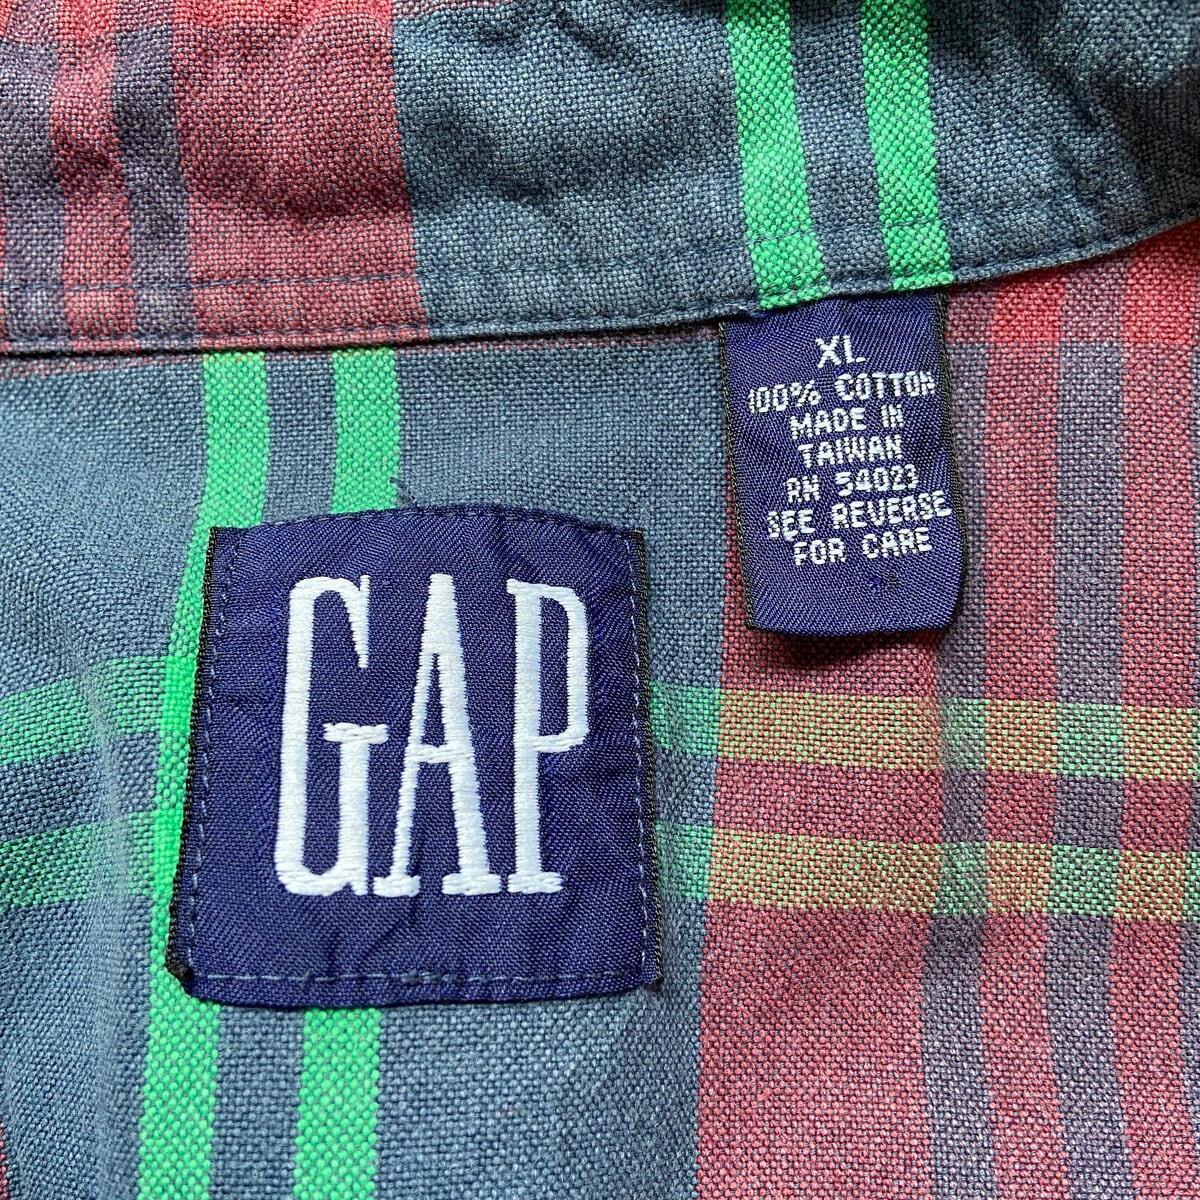 GAP
XL
100% COTTON
MADE IN
TAIWAN
RN 54023
SEE REVERSE
FOR CARE